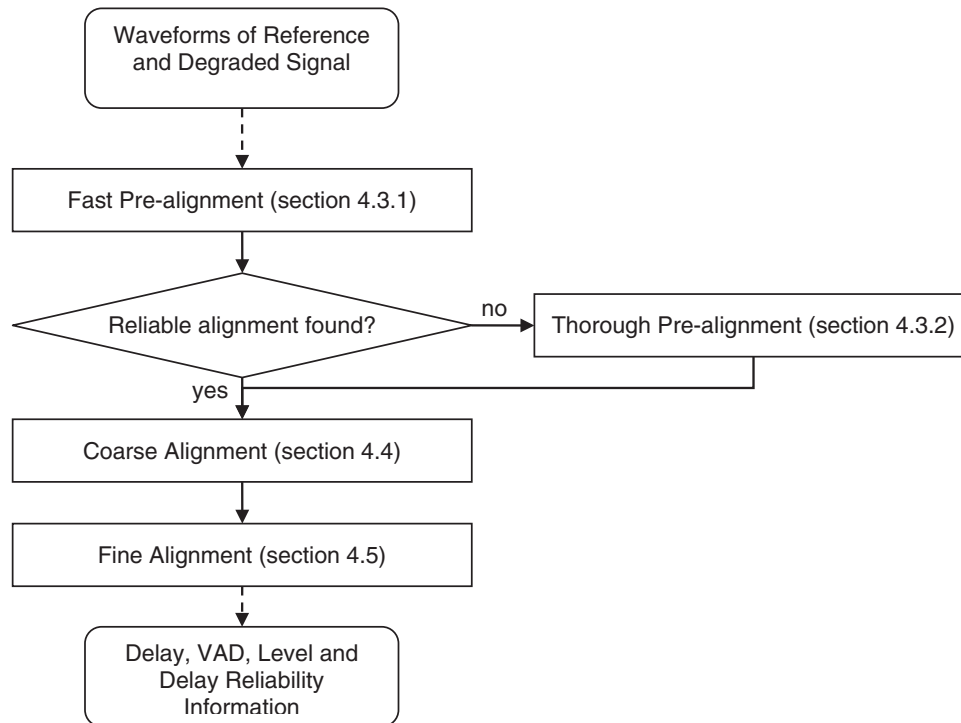 Waveforms of Reference
and Degraded Signal
Fast Pre-alignment (section 4.3.1)
Reliable alignment found?
no
Thorough Pre-alignment (section 4.3.2)
yes
Coarse Alignment (section 4.4)
Fine Alignment (section 4.5)
Delay, VAD, Level and
Delay Reliability
Information